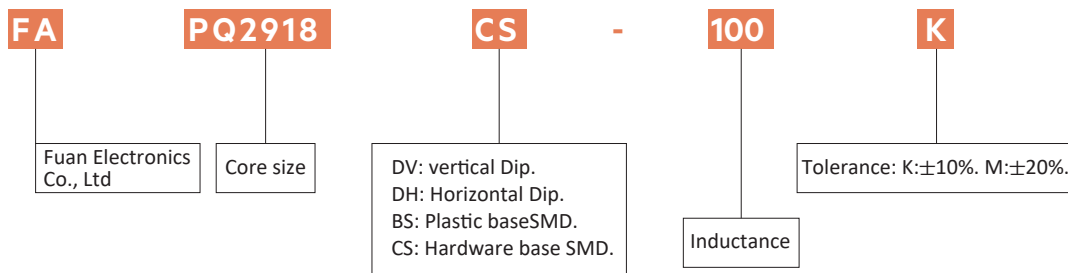 FA PQ2918 CS - 100 K
Fuan Electronics
Co., Ltd
Core size
DV: vertical Dip.
DH: Horizontal Dip.
BS: Plastic baseSMD.
CS: Hardware base SMD.
Inductance
Tolerance: K:±10%. M:±20%.